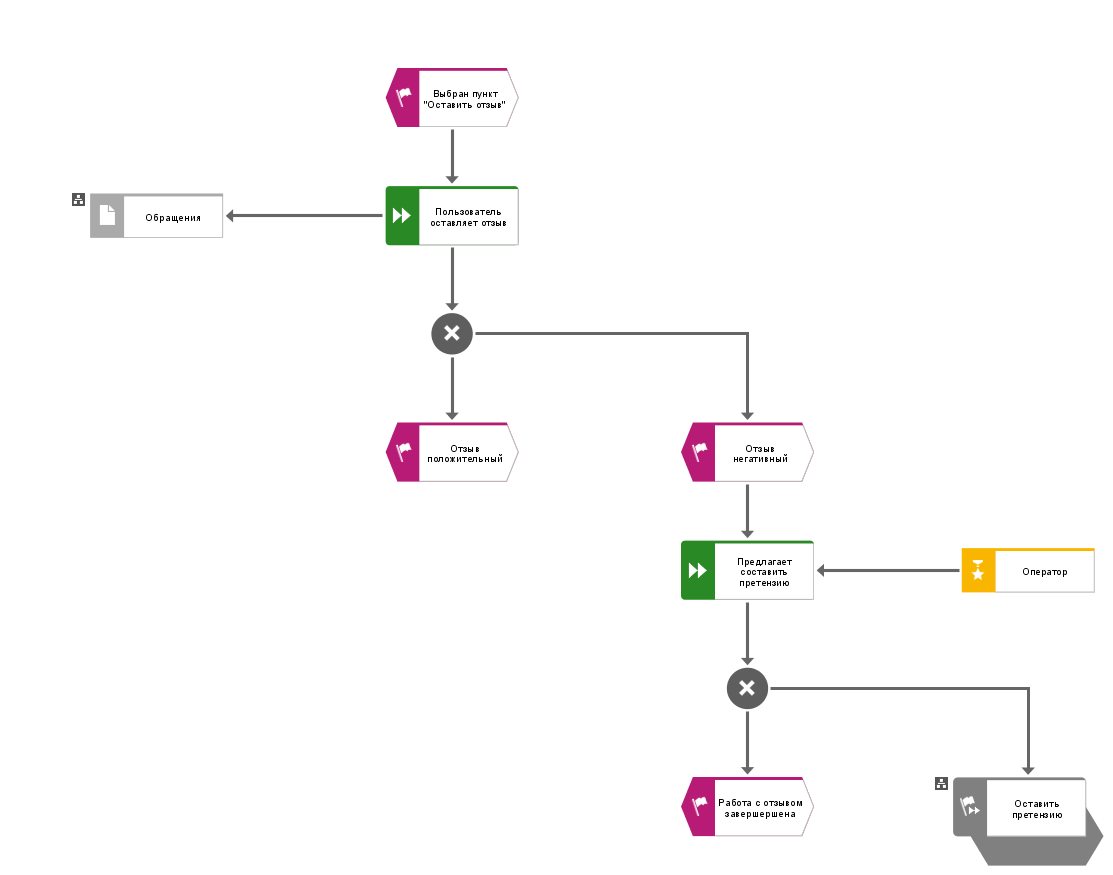 Выбран пункт
"Оставить отзыв"
Обращения
Пользователь
оставляет отзыв
Отзыв
положительный
Отзыв
негативный
Предлагает
составить
претензию
Оператор
Работа с отзывом
завершершена
Оставить
претензию